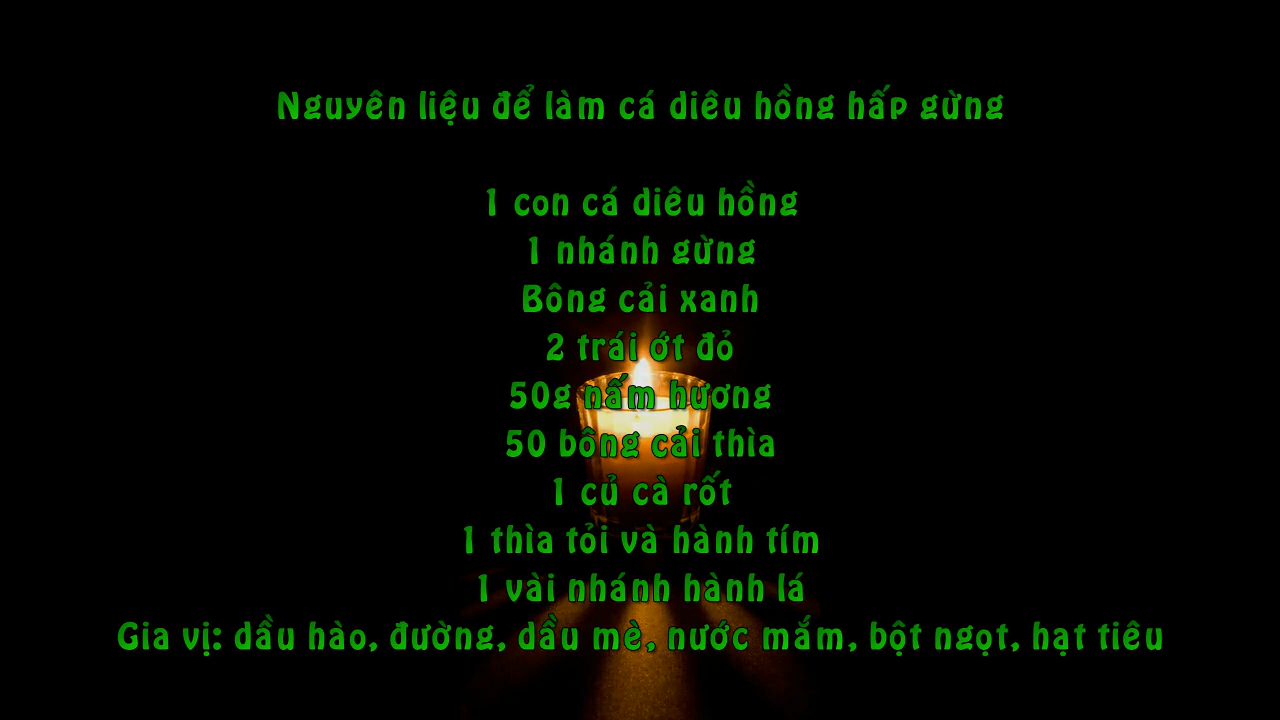 Nguyên liệu để làm cá diêu hồng hấp gừng
1 con cá diêu hồng
1 nhánh gừng
Bông cải xanh
2 trái ớt đỏ
50g nấm hương
50 bông cải thìa
1 củ cà rốt
1 thìa tỏi và hành tím
1 vài nhánh hành lá
Gia vị: dầu hào, đường, dầu mè, nước mắm, bột ngọt, hạt tiêu